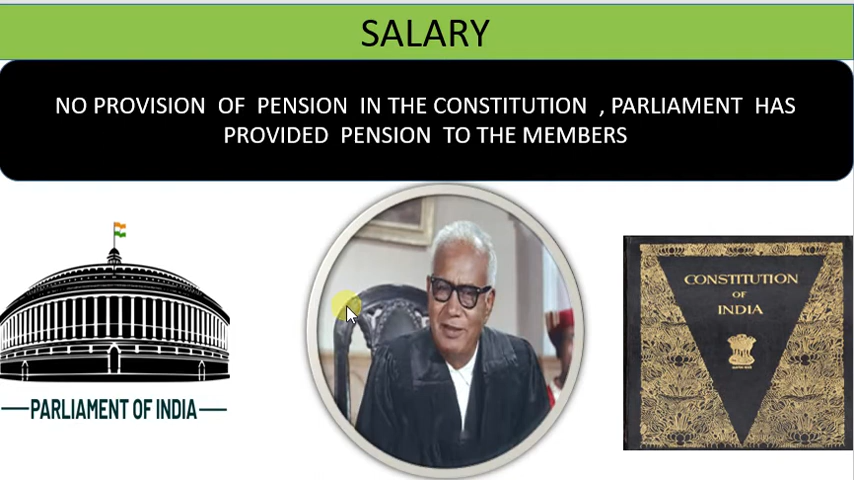 SALARY
NO PROVISION OF PENSION IN THE CONSTITUTION , PARLIAMENT HAS
PROVIDED PENSION TO THE MEMBERS
PARLIAMENT OF INDIA
CONSTITUTION
OF
INDIA